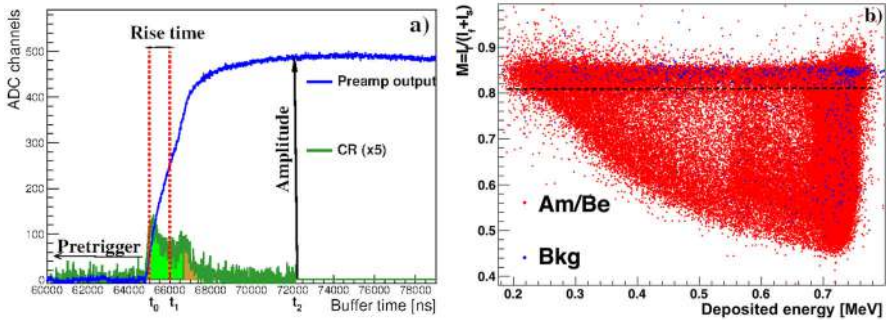 a)
ADC channels
500
400
300
200
100
0
Rise time
Preamp output
CR (x5)
Amplitude
Pretrigger
60000 62000 64000 66000 68000 70000 72000 74000 76000 78000
t0 t1 t2 Buffer time [ns]
b)
M=If/(If+Is)
0.9
0.8
0.7
0.6
0.5
0.4
Am/Be
Bkg
0.2 0.3 0.4 0.5 0.6 0.7
Deposited energy [MeV]